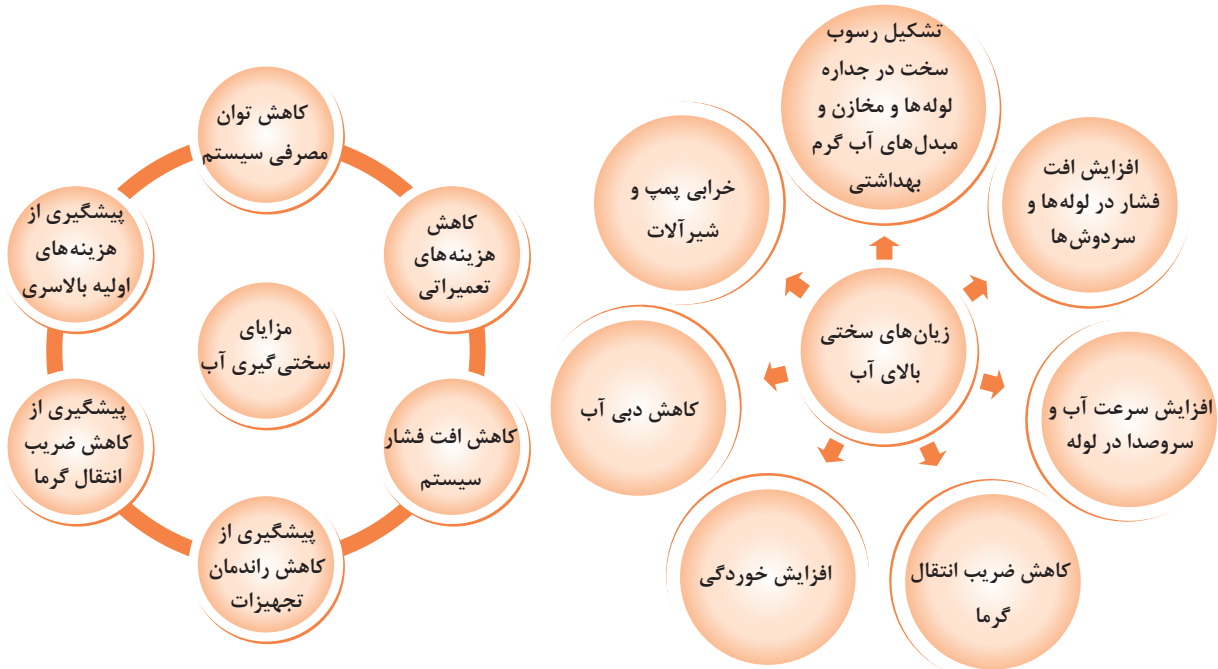 زیان‌های سختی
بالای آب
تشکیل رسوب
سخت در جداره
لوله‌ها و مخازن و
مبدل‌های آب گرم
بهداشتی
افزایش افت
فشار در لوله‌ها و
سردوش‌ها
افزایش سرعت آب و
سروصدا در لوله
کاهش ضریب انتقال
گرما
افزایش خوردگی
کاهش دبی آب
خرابی پمپ و
شیرآلات
مزایای
سختی‌گیری آب
کاهش توان
مصرفی سیستم
کاهش
هزینه‌های
تعمیراتی
کاهش افت فشار
سیستم
پیشگیری از
کاهش راندمان
تجهیزات
پیشگیری از
کاهش ضریب
انتقال گرما
پیشگیری از
هزینه‌های
اولیه بالاسری